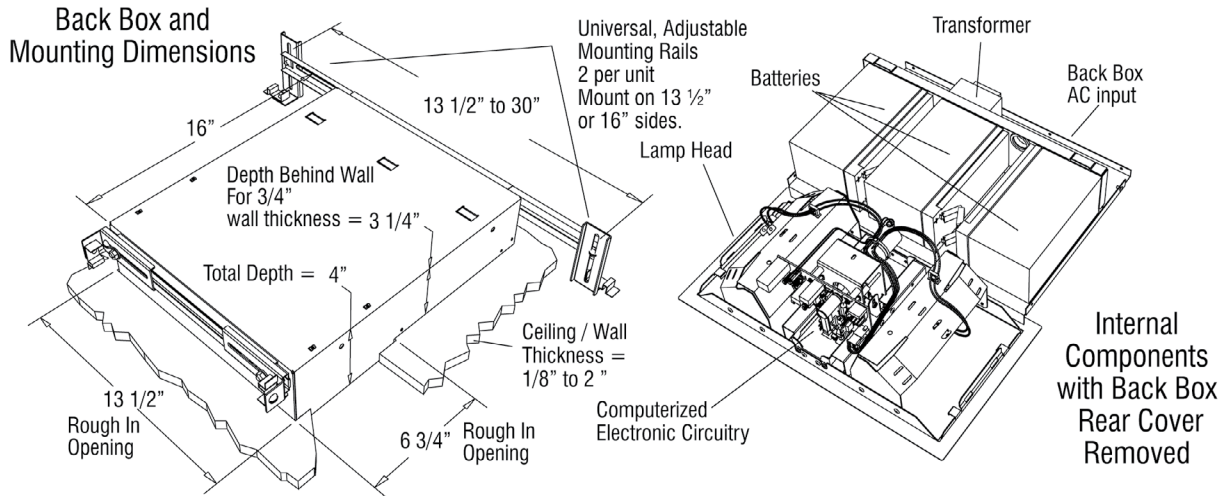 Back Box and
Mounting Dimensions
16”
13 1/2” to 30”
Universal, Adjustable
Mounting Rails
2 per unit
Mount on 13 ½”
or 16” sides.
Depth Behind Wall
For 3/4”
wall thickness = 3 1/4”
Total Depth = 4”
Ceiling / Wall
Thickness =
1/8” to 2 ”
13 1/2”
Rough In
Opening
6 3/4”
Rough In
Opening
Transformer
Batteries
Back Box
AC input
Lamp Head
Computerized
Electronic Circuitry
Internal
Components
with Back Box
Rear Cover
Removed